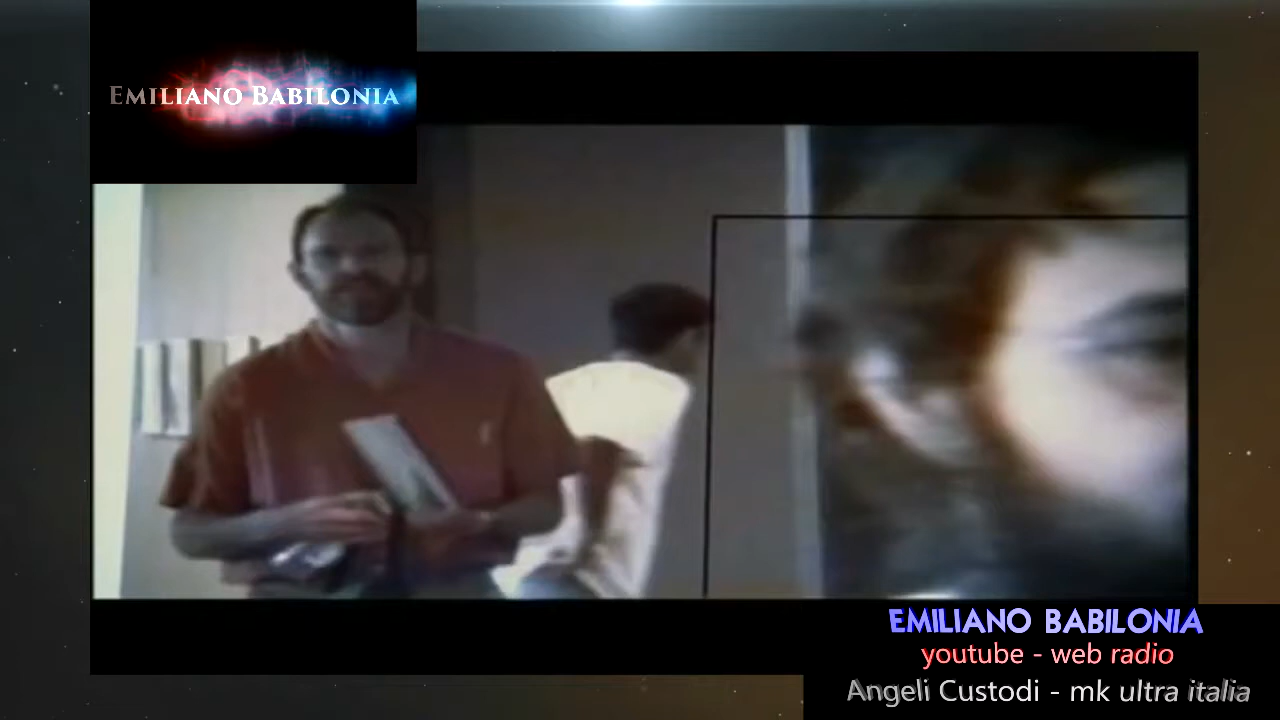 EMILIANO BABILONIA
EMILIANO BABILONIA
youtube - web radio
Angeli Custodi - mk ultra italia